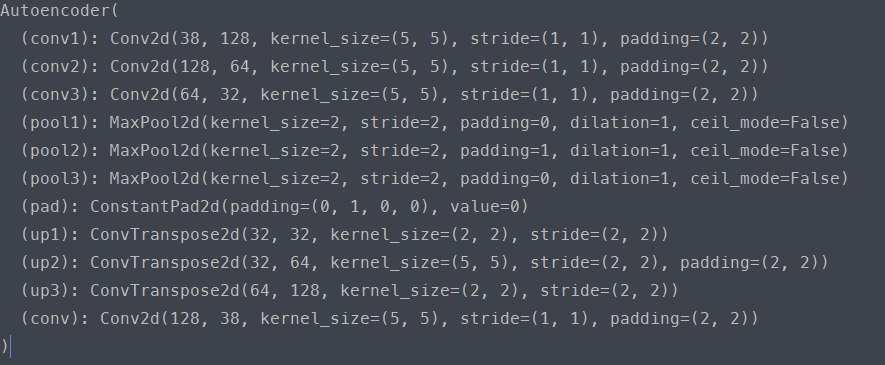 Autoencoder(
  (conv1): Conv2d(38, 128, kernel_size=(5, 5), stride=(1, 1), padding=(2, 2))
  (conv2): Conv2d(128, 64, kernel_size=(5, 5), stride=(1, 1), padding=(2, 2))
  (conv3): Conv2d(64, 32, kernel_size=(5, 5), stride=(1, 1), padding=(2, 2))
  (pool1): MaxPool2d(kernel_size=2, stride=2, padding=0, dilation=1, ceil_mode=False)
  (pool2): MaxPool2d(kernel_size=2, stride=2, padding=1, dilation=1, ceil_mode=False)
  (pool3): MaxPool2d(kernel_size=2, stride=2, padding=0, dilation=1, ceil_mode=False)
  (pad): ConstantPad2d(padding=(0, 1, 0, 0), value=0)
  (up1): ConvTranspose2d(32, 32, kernel_size=(2, 2), stride=(2, 2))
  (up2): ConvTranspose2d(32, 64, kernel_size=(5, 5), stride=(2, 2), padding=(2, 2))
  (up3): ConvTranspose2d(64, 128, kernel_size=(2, 2), stride=(2, 2))
  (conv): Conv2d(128, 38, kernel_size=(5, 5), stride=(1, 1), padding=(2, 2))
)